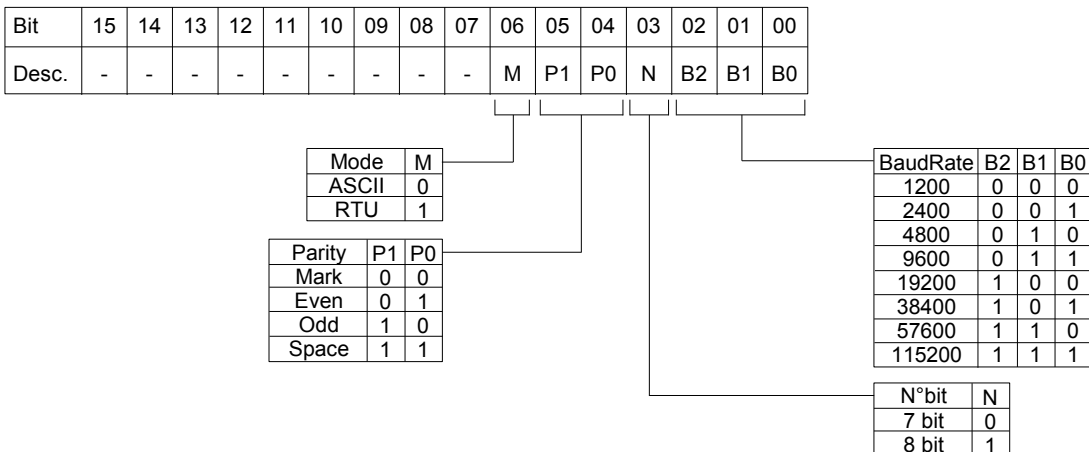 Bit 15 14 13 12 11 10 09 08 07 06 05 04 03 02 01 00
Desc. - - - - - - - - - M P1 P0 N B2 B1 B0
Mode M
ASCII 0
RTU 1
Parity P1 P0
Mark 0 0
Even 0 1
Odd 1 0
Space 1 1
BaudRate B2 B1 B0
1200 0 0 0
2400 0 0 1
4800 0 1 0
9600 0 1 1
19200 1 0 0
38400 1 0 1
57600 1 1 0
115200 1 1 1
N°bit N
7 bit 0
8 bit 1